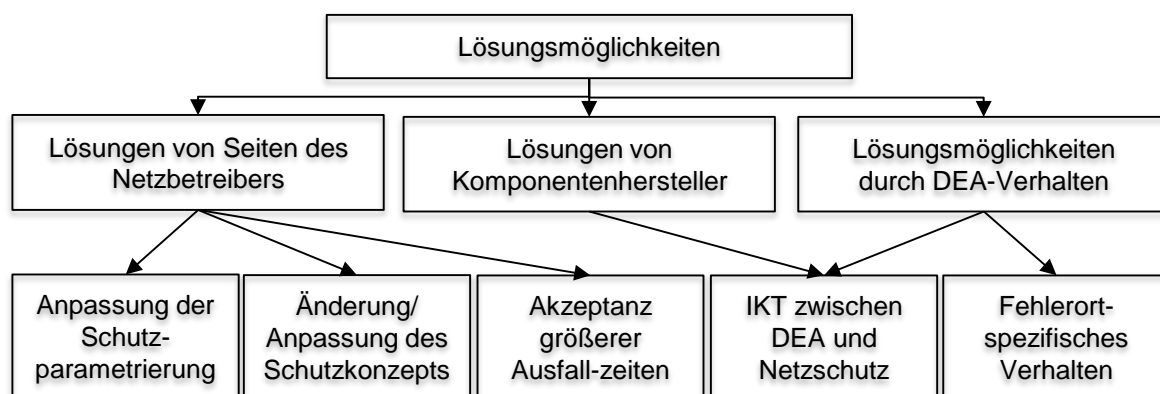 Lösungsmöglichkeiten
Lösungen von Seiten des
Netzbetreibers
Lösungen von
Komponentenhersteller
Lösungsmöglichkeiten
durch DEA-Verhalten
Anpassung der
Schutz-
parametrierung
Änderung/
Anpassung des
Schutzkonzepts
Akzeptanz
größerer
Ausfall-zeiten
IKT zwischen
DEA und
Netzschutz
Fehlerort-
spezifisches
Verhalten